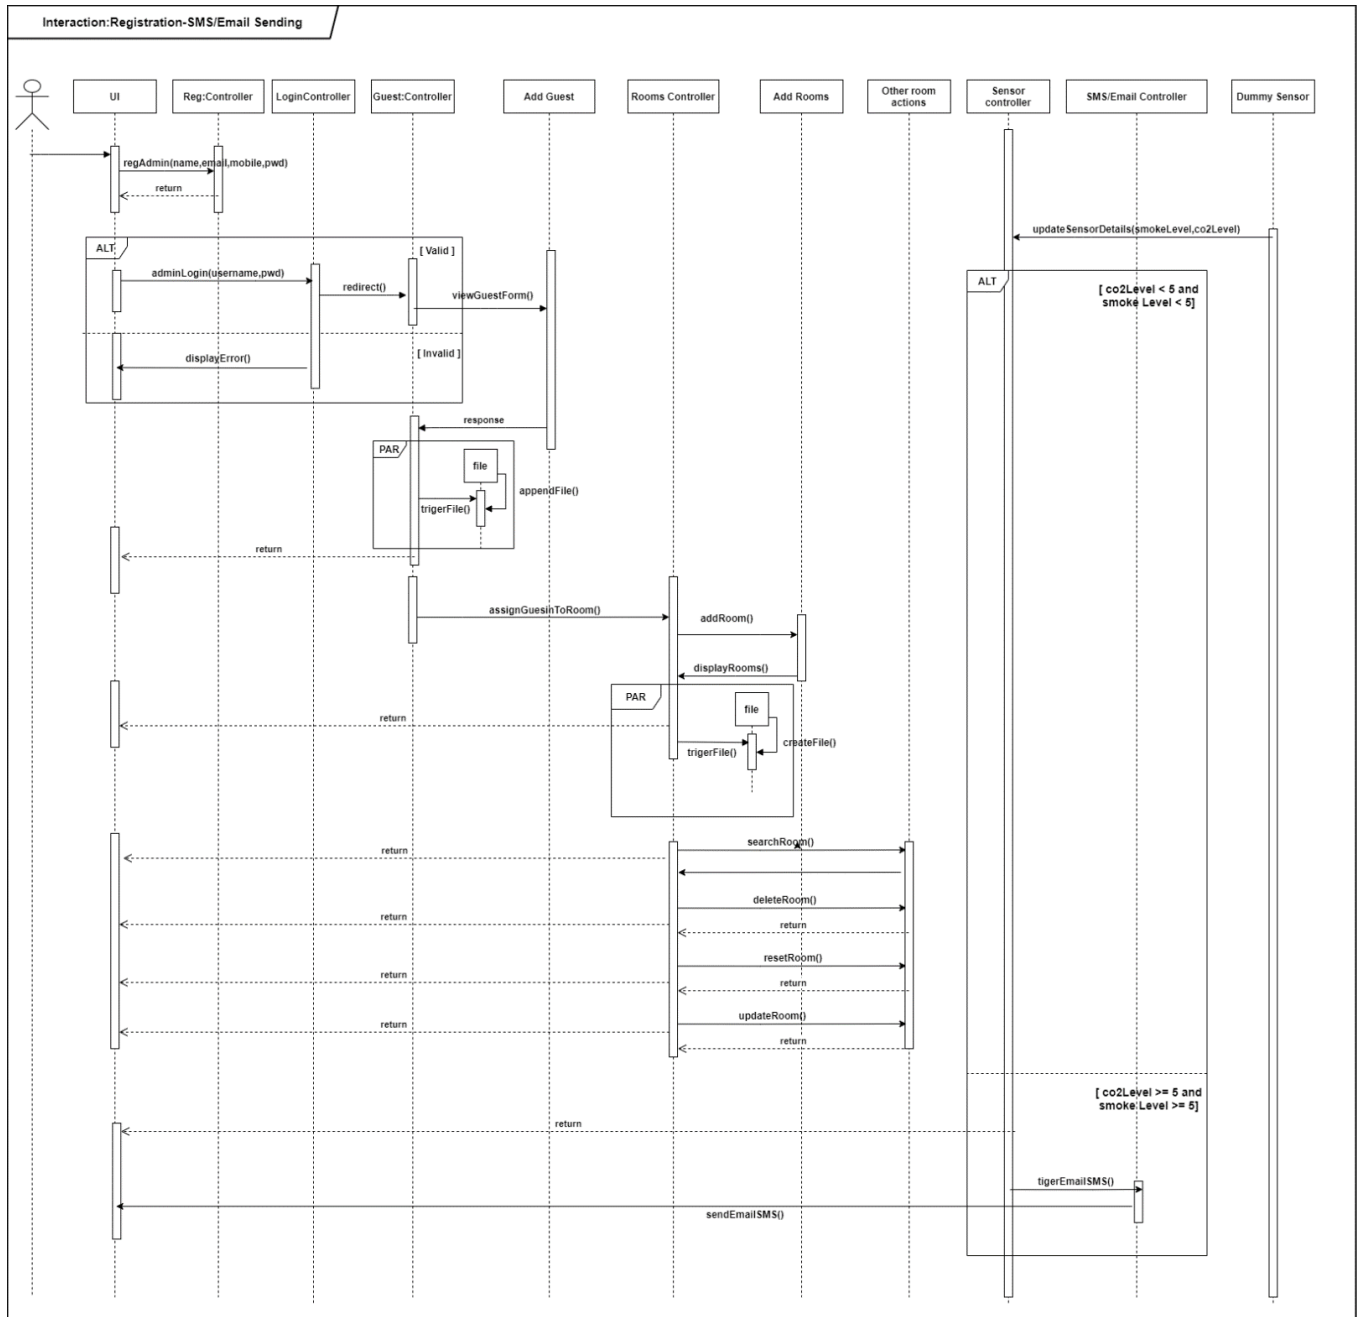 Interaction:Registration-SMS/Email Sending
UI
Reg:Controller
LoginController
Guest:Controller
Add Guest
Rooms Controller
Add Rooms
Other room
actions
Sensor
controller
SMS/Email Controller
Dummy Sensor
regAdmin(name,email,mobile,pwd)
return
updateSensorDetails(smokeLevel,co2Level)
ALT
[ Valid ]
adminLogin(username,pwd)
redirect()
viewGuestForm()
ALT
[ co2Level < 5 and
smoke Level < 5]
displayError()
[ Invalid ]
response
PAR
file
appendFile()
trigerFile()
return
assignGuesinToRoom()
addRoom()
displayRooms()
PAR
file
return
createFile()
trigerFile()
searchRoom()
return
deleteRoom()
return
return
resetRoom()
return
return
updateRoom()
return
return
[ co2Level >= 5 and
smoke Level >= 5]
return
tigerEmailSMS()
sendEmailSMS()